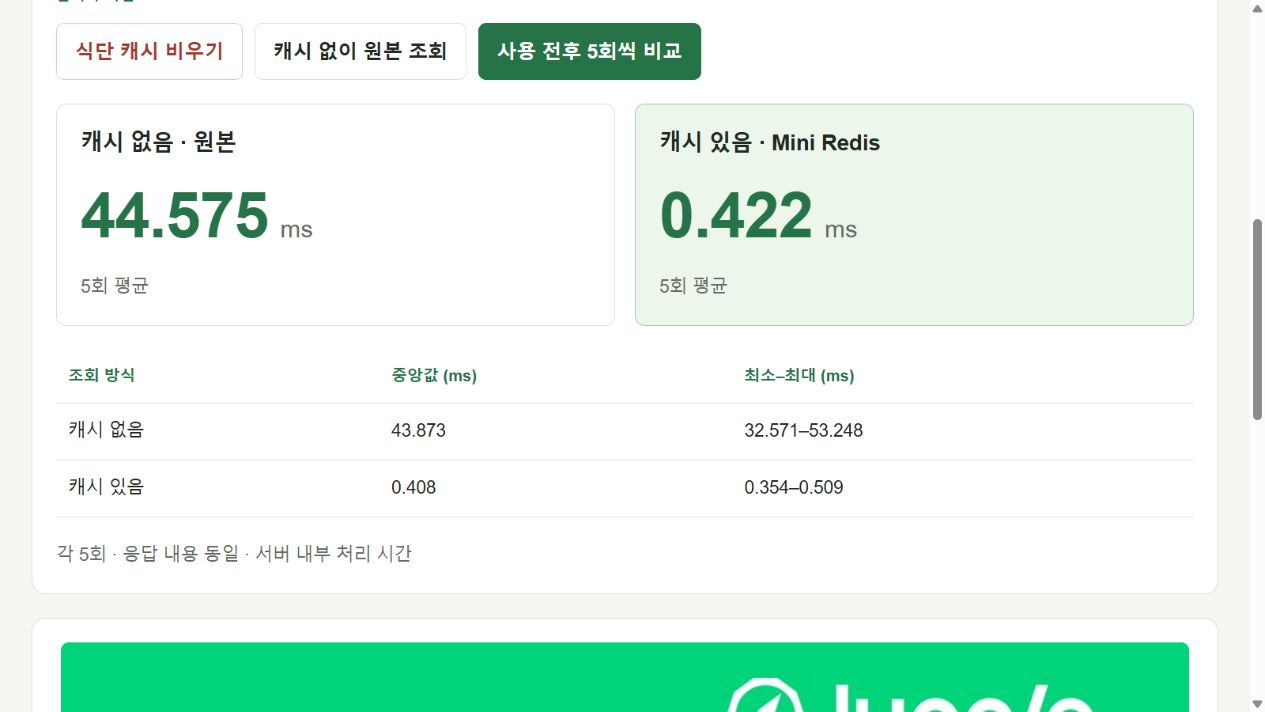 식단 캐시 비우기
캐시 없이 원본 조회
사용 전후 5회씩 비교
캐시 없음 · 원본
44.575 ms
5회 평균
캐시 있음 · Mini Redis
0.422 ms
5회 평균
조회 방식 중앙값 (ms) 최소–최대 (ms)
캐시 없음 43.873 32.571–53.248
캐시 있음 0.408 0.354–0.509
각 5회 · 응답 내용 동일 · 서버 내부 처리 시간